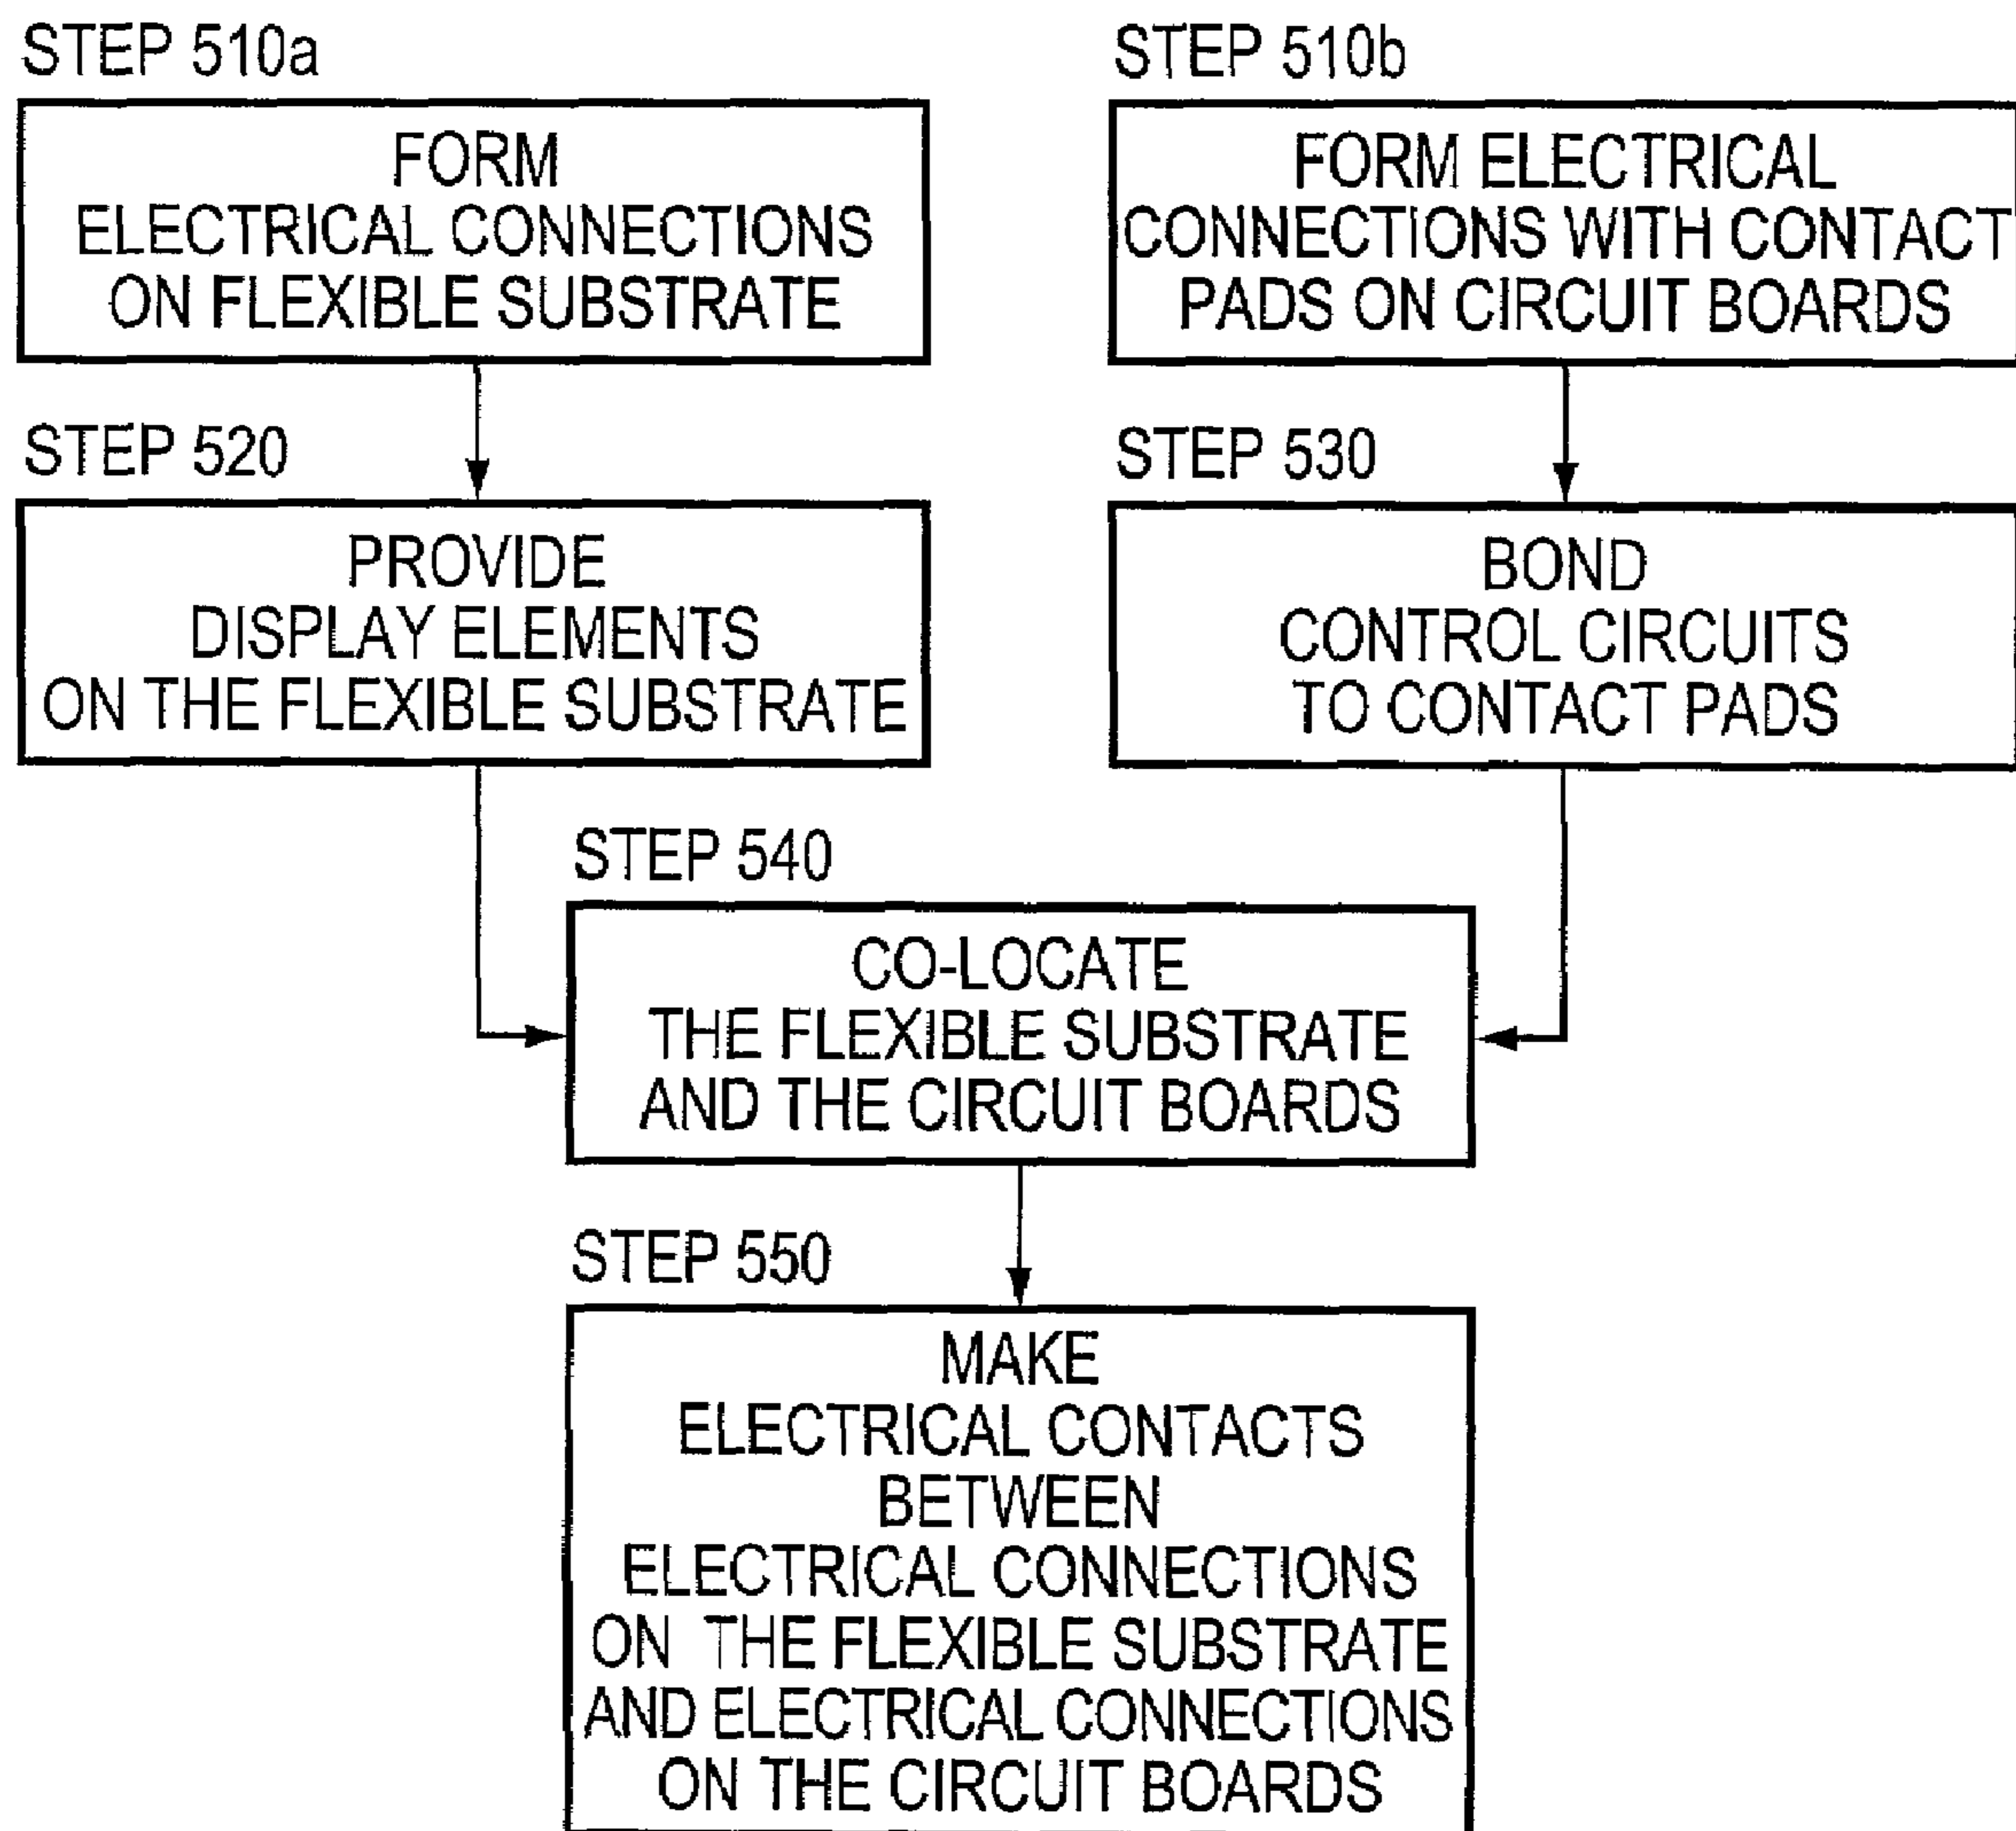 STEP 510a
FORM
ELECTRICAL CONNECTIONS
ON FLEXIBLE SUBSTRATE
STEP 510b
FORM ELECTRICAL
CONNECTIONS WITH CONTACT
PADS ON CIRCUIT BOARDS
STEP 520
PROVIDE
DISPLAY ELEMENTS
ON THE FLEXIBLE SUBSTRATE
STEP 530
BOND
CONTROL CIRCUITS
TO CONTACT PADS
STEP 540
CO-LOCATE
THE FLEXIBLE SUBSTRATE
AND THE CIRCUIT BOARDS
STEP 550
MAKE
ELECTRICAL CONTACTS
BETWEEN
ELECTRICAL CONNECTIONS
ON THE FLEXIBLE SUBSTRATE
AND ELECTRICAL CONNECTIONS
ON THE CIRCUIT BOARDS